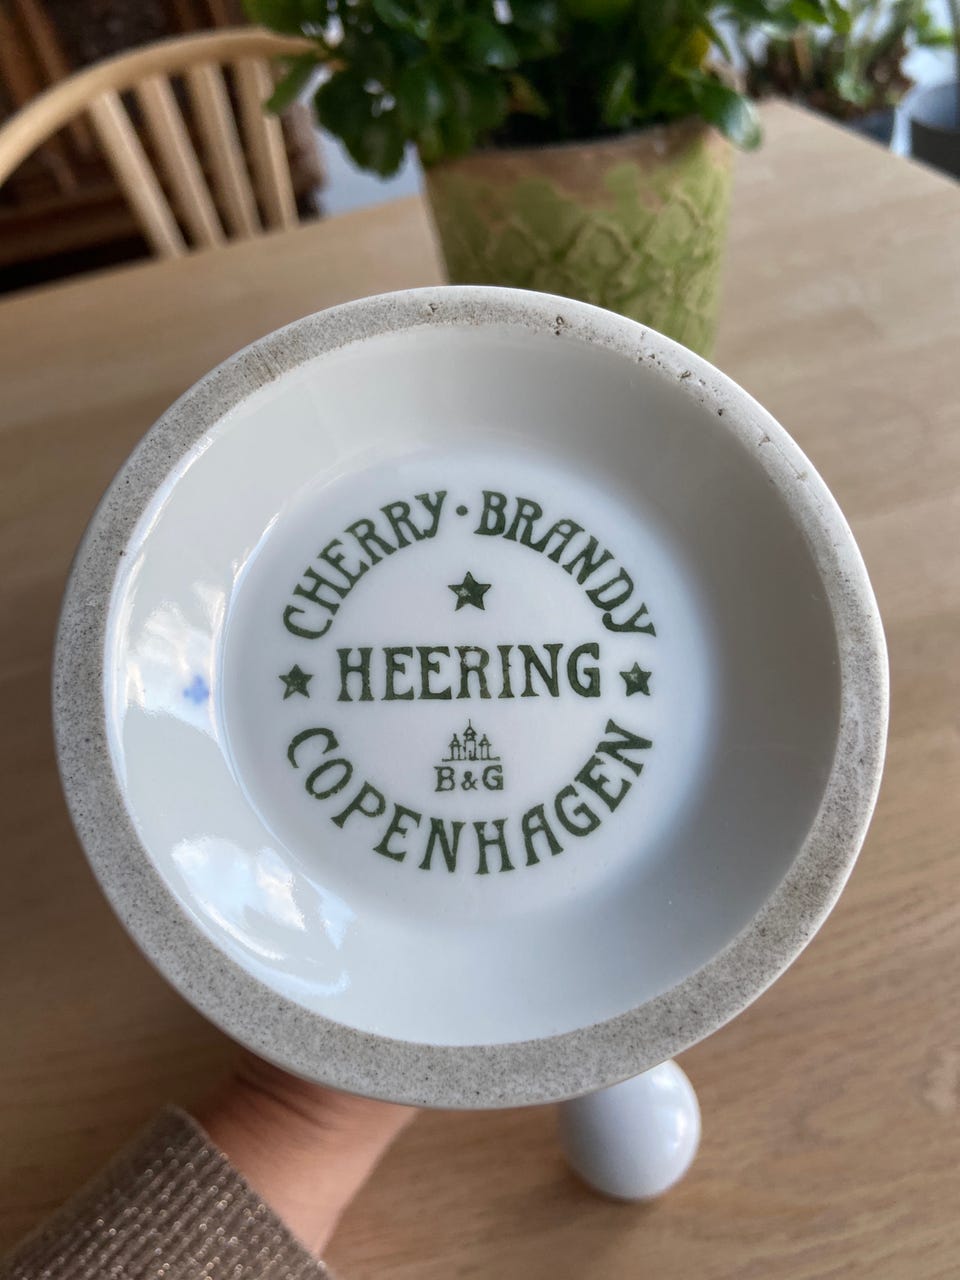 CHERRY · BRANDY
HEERING
B&G
COPENHAGEN